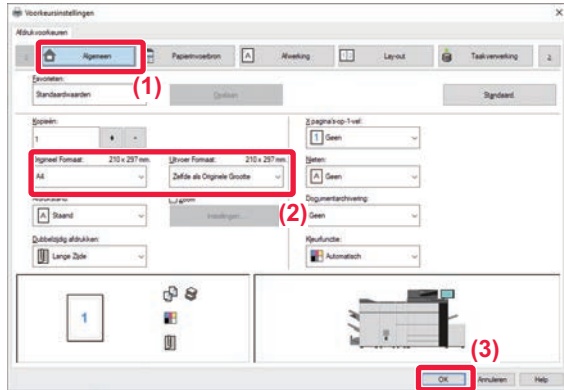 Voorkeursinstellingen
Afdrukvoorkeuren
Algemeen
Papierinvoerbron
Afwerking
Lay-out
Taakverwerking
(1)
Favorieten:
Standaardwaarden
Opslaan
Standaard
Kopieën:
1
X pagina's-op-1-vel:
1 Geen
Origineel Formaat: 210 x 297 mm.
Uitvoer Formaat: 210 x 297 mm.
Nieten:
A4
Zelfde als Originele Grootte
A Geen
(2)
Zoom
Documentarchivering:
A Staand
Instellingen...
Geen
Dubbelzijdig afdrukken:
Kleurfunctie:
Lange Zijde
Automatisch
1
(3)
OK
Annuleren
Help